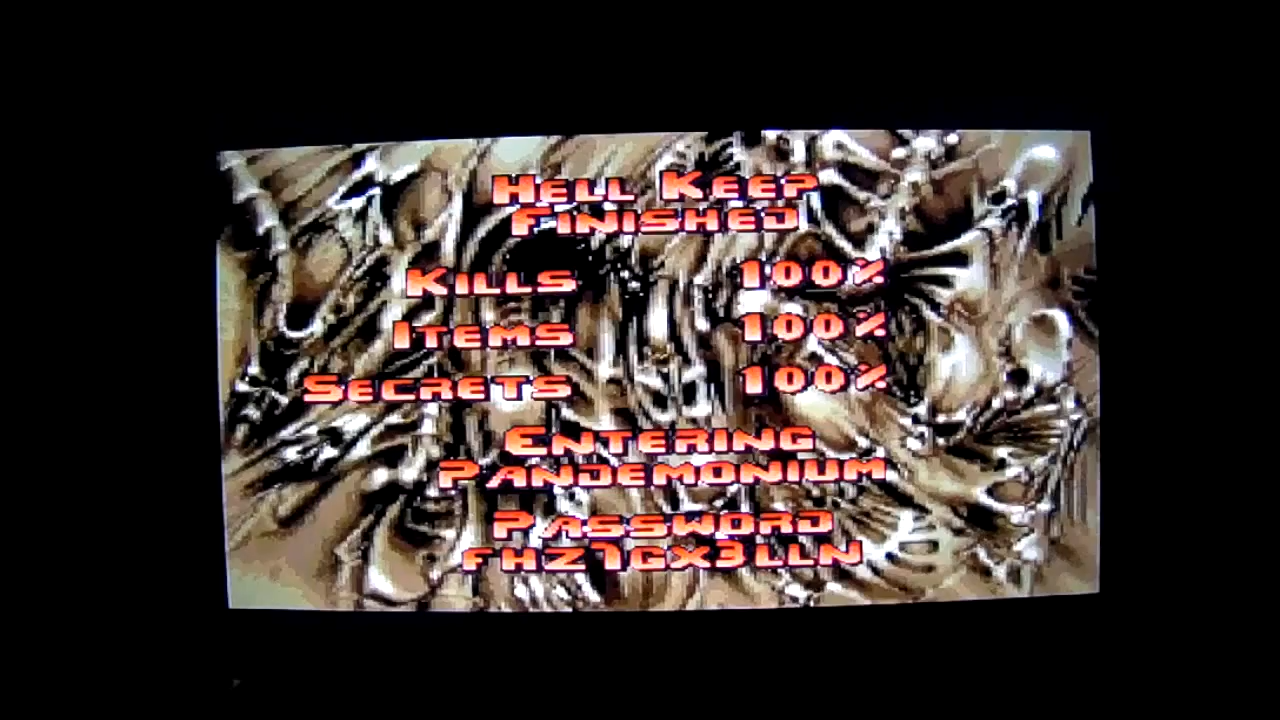 Hell Keep
Finished
Kills 100%
Items 100%
Secrets 100%
Entering
Pandemonium
Password
FHZ7GX3LLN